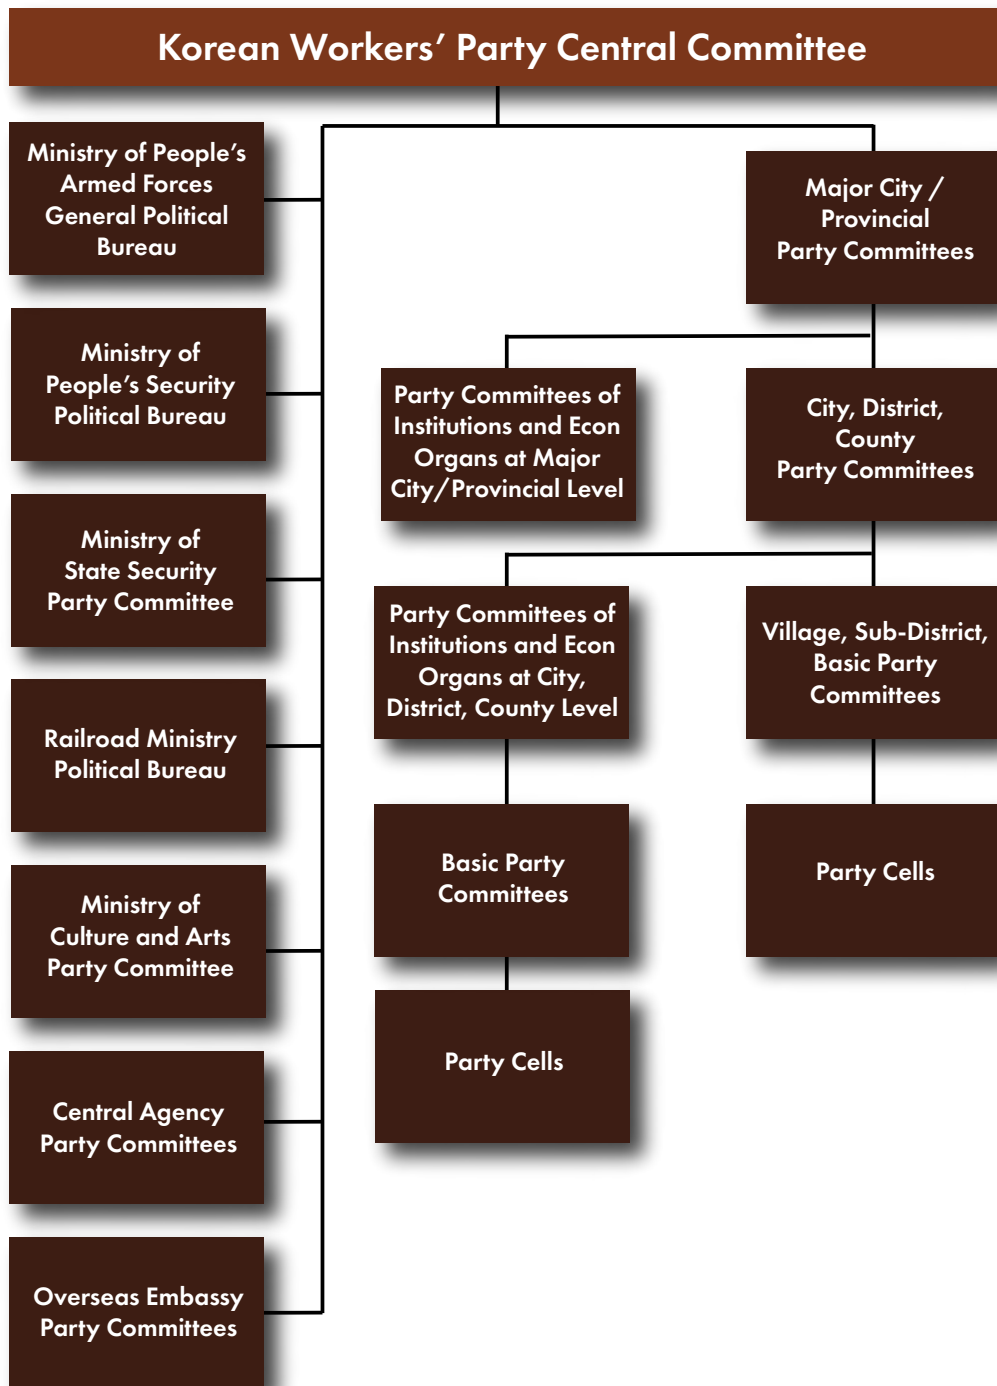 Korean Workers’ Party Central Committee
Ministry of People’s
Armed Forces
General Political
Bureau
Ministry of
People’s Security
Political Bureau
Ministry of
State Security
Party Committee
Railroad Ministry
Political Bureau
Ministry of
Culture and Arts
Party Committee
Central Agency
Party Committees
Overseas Embassy
Party Committees
Major City /
Provincial
Party Committees
Party Committees of
Institutions and Econ
Organs at Major
City/Provincial Level
City, District,
County
Party Committees
Party Committees of
Institutions and Econ
Organs at City,
District, County Level
Village, Sub-District,
Basic Party
Committees
Basic Party
Committees
Party Cells
Party Cells